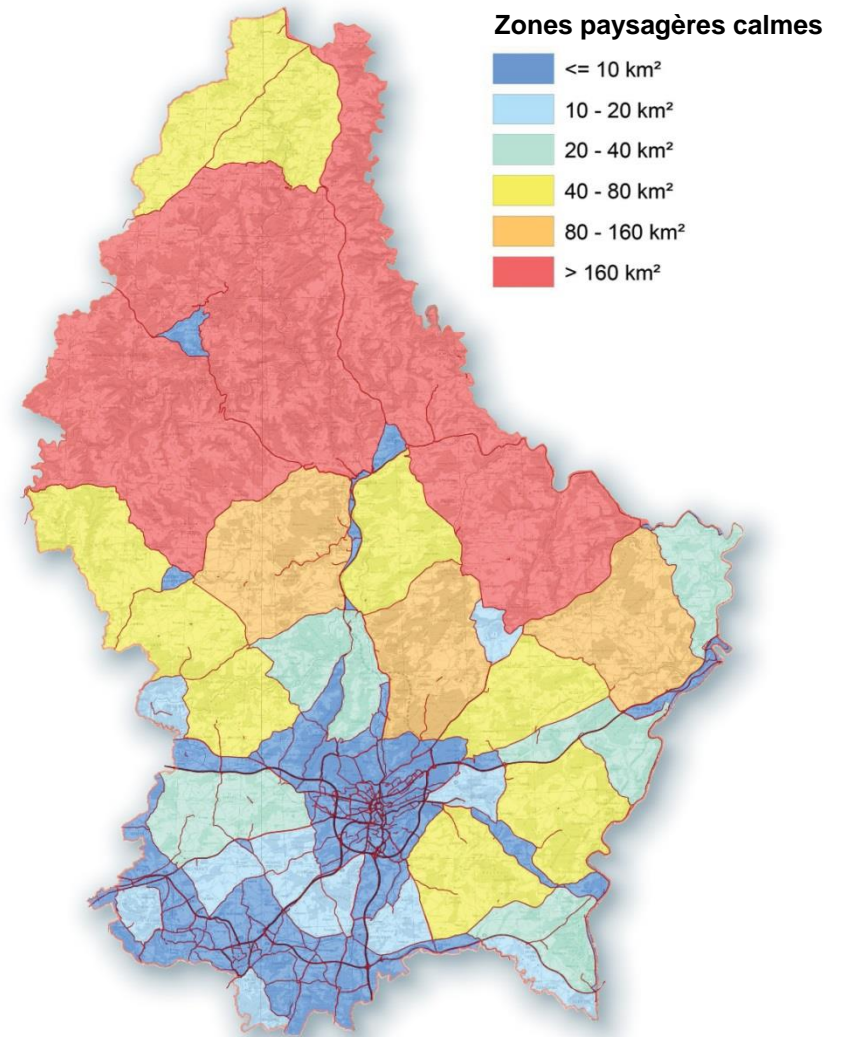 Zones paysagères calmes
<= 10 km²
10 - 20 km²
20 - 40 km²
40 - 80 km²
80 - 160 km²
> 160 km²